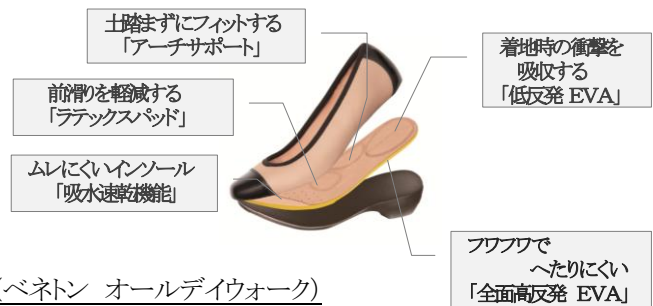 土踏まずにフィットする
「アーチサポート」
着地時の衝撃を
吸収する
「低反発 EVA」
前滑りを軽減する
「ラテックスパッド」
ムレにくいインソール
「吸水速乾機能」
フワフワで
へたりにくい
「全面高反発 EVA」
(ベネトン オールデイウォーク)